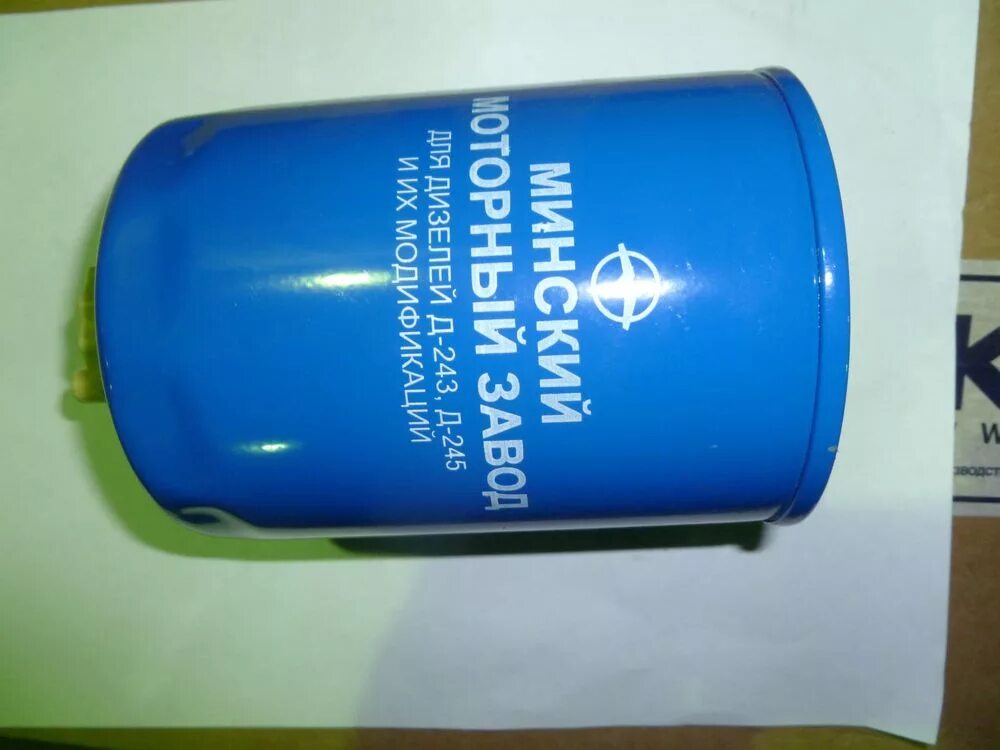 МИНСКИЙ
МОТОРНЫЙ ЗАВОД
ДЛЯ ДИЗЕЛЕЙ Д-243, Д-245
И ИХ МОДИФИКАЦИЙ